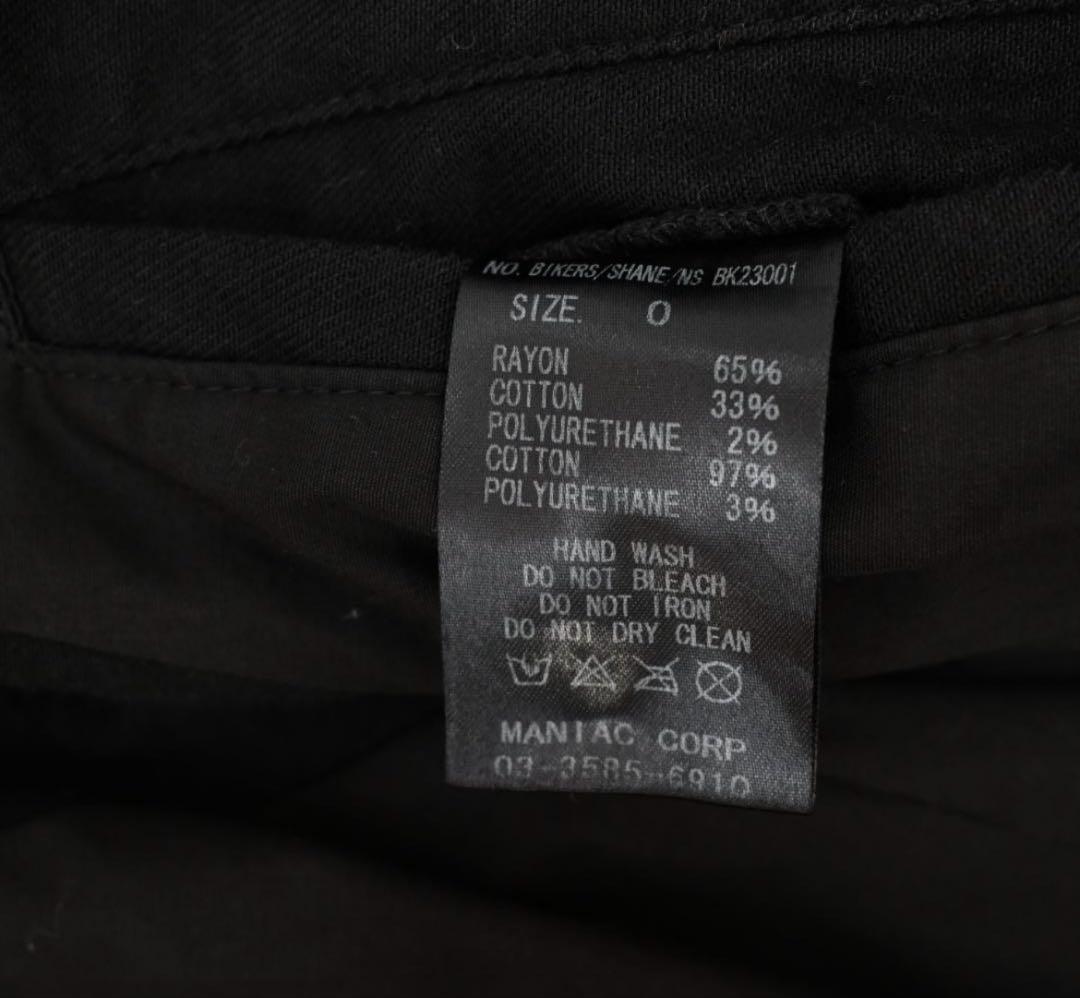 NO. BIKERS/SHANE/NS BK23001
SIZE. 0
RAYON 65%
COTTON 33%
POLYURETHANE 2%
COTTON 97%
POLYURETHANE 3%
HAND WASH
DO NOT BLEACH
DO NOT IRON
DO NOT DRY CLEAN
MANIAC CORP
03-3585-6910